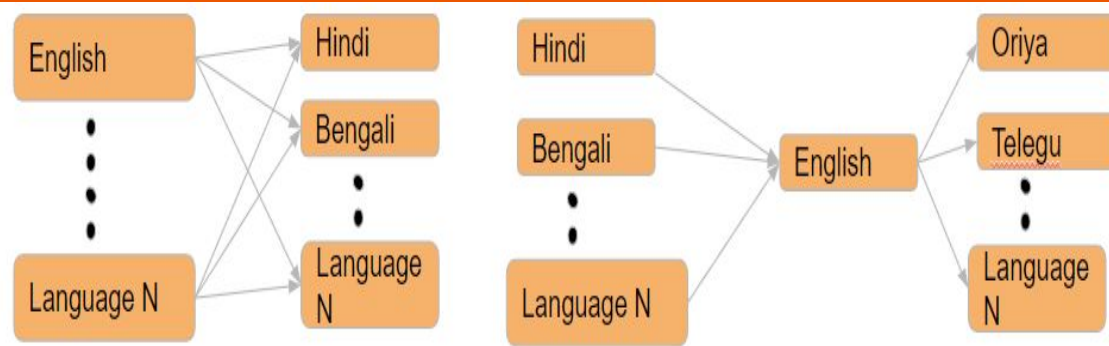 English
Language N
Hindi
Bengali
Language
N
Hindi
Bengali
Language N
English
Oriya
Telegu
Language
N